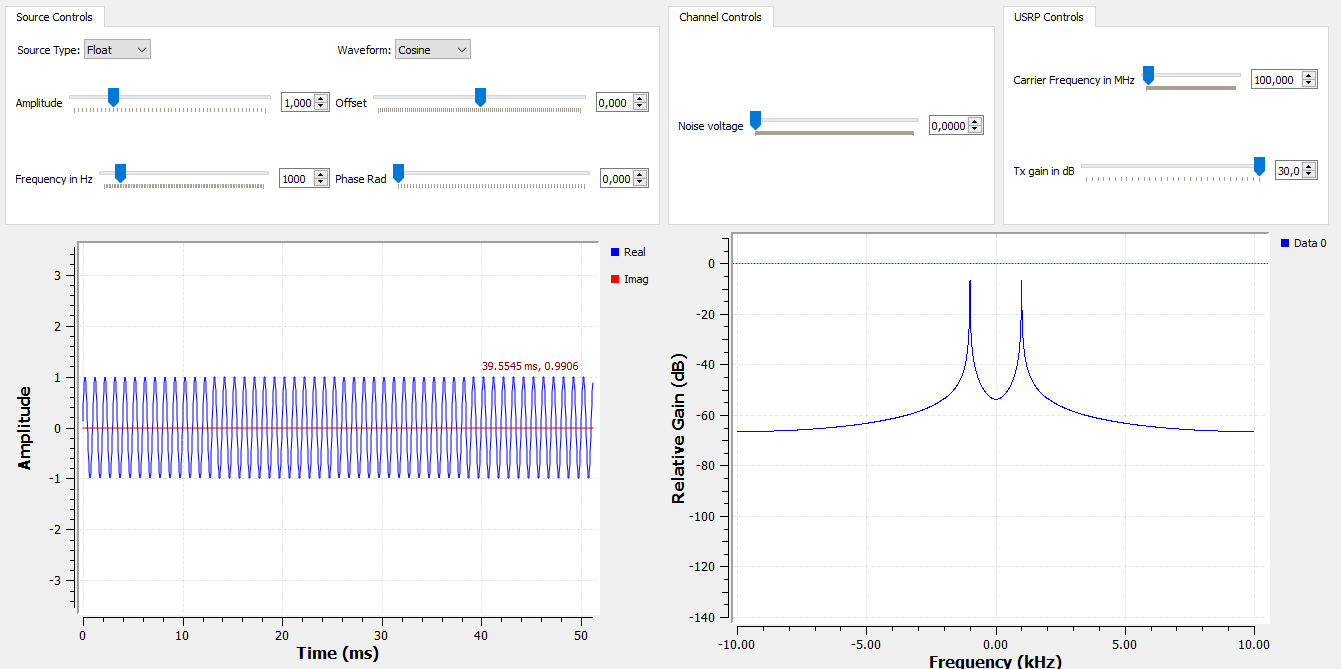 Source Controls
Source Type: Float
Waveform: Cosine
Amplitude 1,000
Offset 0,000
Frequency in Hz 1000
Phase Rad 0,000
Channel Controls
Noise voltage 0,0000
USRP Controls
Carrier Frequency in MHz 100,000
Tx gain in dB 30,0
Amplitude
3
2
1
0
-1
-2
-3
39.5545 ms, 0.9906
Real
Imag
0 10 20 30 40 50
Time (ms)
Relative Gain (dB)
0
-20
-40
-60
-80
-100
-120
-140
Data 0
-10.00 -5.00 0.00 5.00 10.00
Frequency (kHz)